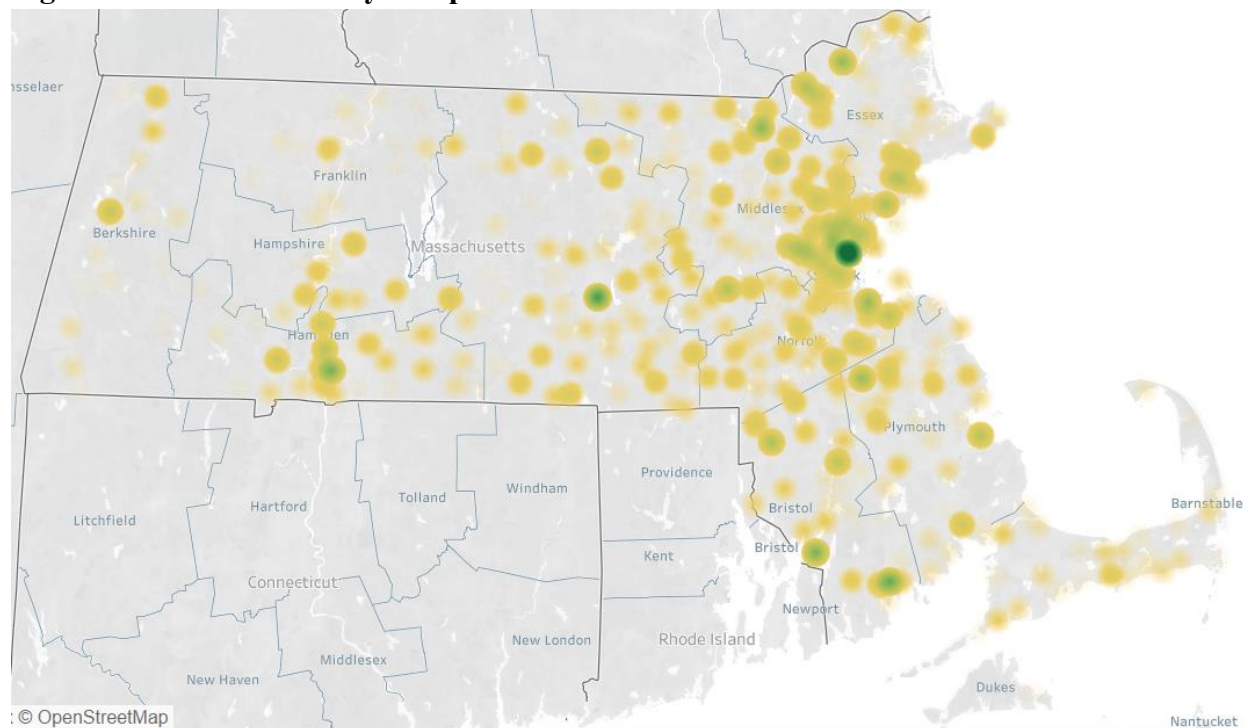 nsselaer
Essex
Franklin
Middlesex
Berkshire
Hampshire
Massachusetts
Hampden
Norfolk
Plymouth
Providence
Barnstable
Windham
Tolland
Hartford
Litchfield
Bristol
Bristol
Kent
Connecticut
Newport
New London
Rhode Island
Middlesex
New Haven
Dukes
Nantucket
© OpenStreetMap